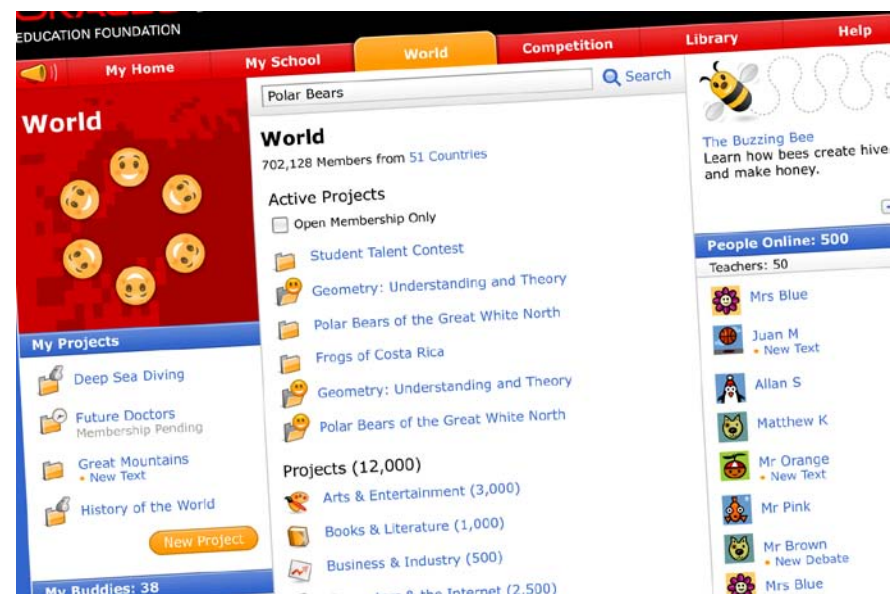 EDUCATION FOUNDATION
My Home
My School
World
Competition
Library
Help
World
My Projects
Deep Sea Diving
Future Doctors
Membership Pending
Great Mountains
• New Text
History of the World
New Project
My Buddies: 38
Polar Bears
Search
World
702,128 Members from 51 Countries
Active Projects
Open Membership Only
Student Talent Contest
Geometry: Understanding and Theory
Polar Bears of the Great White North
Frogs of Costa Rica
Geometry: Understanding and Theory
Polar Bears of the Great White North
Projects (12,000)
Arts & Entertainment (3,000)
Books & Literature (1,000)
Business & Industry (500)
& the Internet (2,500)
The Buzzing Bee
Learn how bees create hive
and make honey.
People Online: 500
Teachers: 50
Mrs Blue
Juan M
• New Text
Allan S
Matthew K
Mr Orange
• New Text
Mr Pink
Mr Brown
• New Debate
Mrs Blue